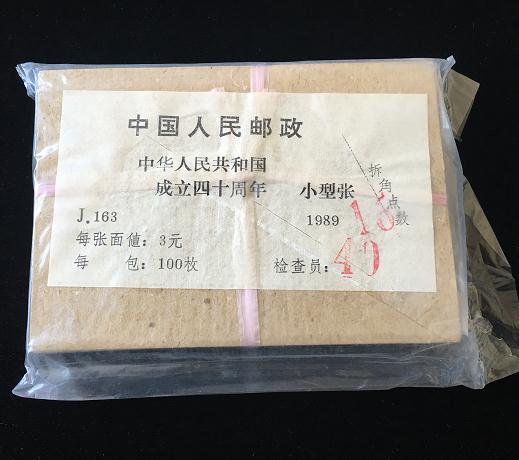 中国人民邮政
中华人民共和国
成立四十周年 小型张
J.163 1989
每张面值：3元
每 包：100枚 检查员：
拆角点数
40